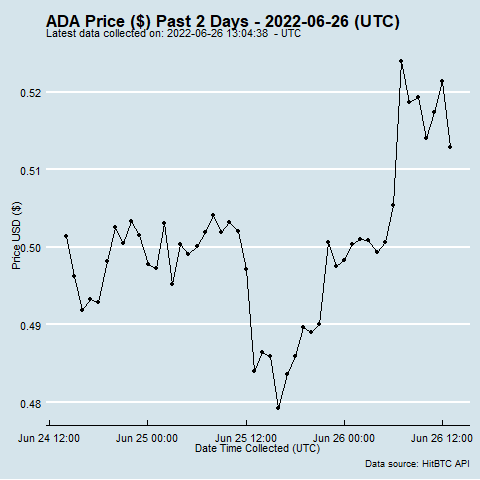 ADA Price ($) Past 2 Days - 2022-06-26 (UTC)
Latest data collected on: 2022-06-26 13:04:38 - UTC
0.52
0.51
0.50
0.49
0.48
Price USD ($)
Jun 24 12:00 Jun 25 00:00 Jun 25 12:00 Jun 26 00:00 Jun 26 12:00
Date Time Collected (UTC)
Data source: HitBTC API